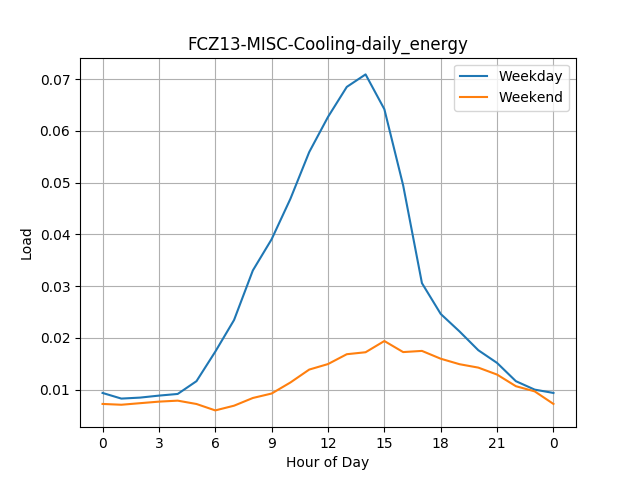 FCZ13-MISC-Cooling-daily_energy
Weekday
Weekend
Load
0.07
0.06
0.05
0.04
0.03
0.02
0.01
0 3 6 9 12 15 18 21 0
Hour of Day